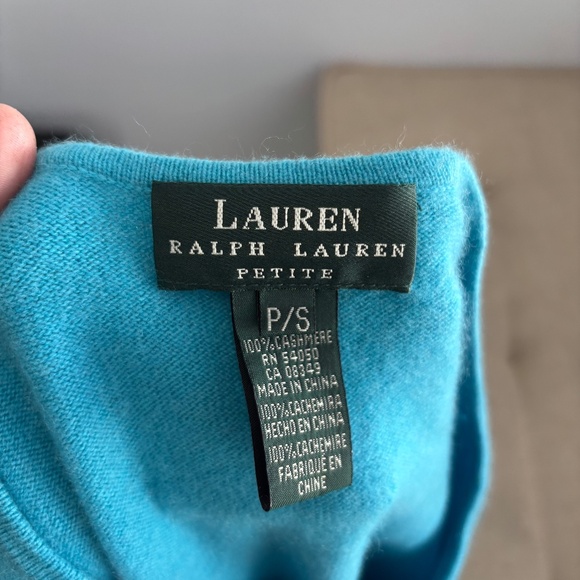 LAUREN
RALPH LAUREN
PETITE
P/S
100% CASHMERE
RN 54050
CA 08349
MADE IN CHINA
100% CACHEMIRA
HECHO EN CHINA
100% CACHEMIRE
FABRIQUÉ EN
CHINE